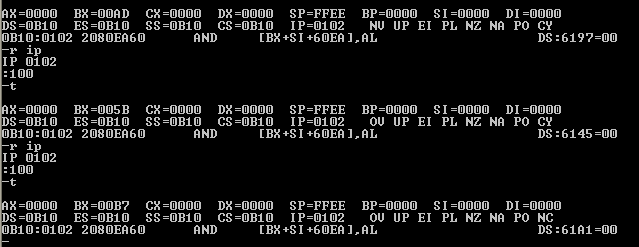 AX=0000  BX=00AD  CX=0000  DX=0000  SP=FFEE  BP=0000  SI=0000  DI=0000
DS=0B10  ES=0B10  SS=0B10  CS=0B10  IP=0102   NV UP EI PL NZ NA PO CY
0B10:0102 2080EA60      AND     [BX+SI+60EA],AL                    DS:6197=00
-r ip
IP 0102
:100
-t
AX=0000  BX=005B  CX=0000  DX=0000  SP=FFEE  BP=0000  SI=0000  DI=0000
DS=0B10  ES=0B10  SS=0B10  CS=0B10  IP=0102   OV UP EI PL NZ NA PO CY
0B10:0102 2080EA60      AND     [BX+SI+60EA],AL                    DS:6145=00
-r ip
IP 0102
:100
-t
AX=0000  BX=00B7  CX=0000  DX=0000  SP=FFEE  BP=0000  SI=0000  DI=0000
DS=0B10  ES=0B10  SS=0B10  CS=0B10  IP=0102   OV UP EI PL NZ NA PO NC
0B10:0102 2080EA60      AND     [BX+SI+60EA],AL                    DS:61A1=00
-